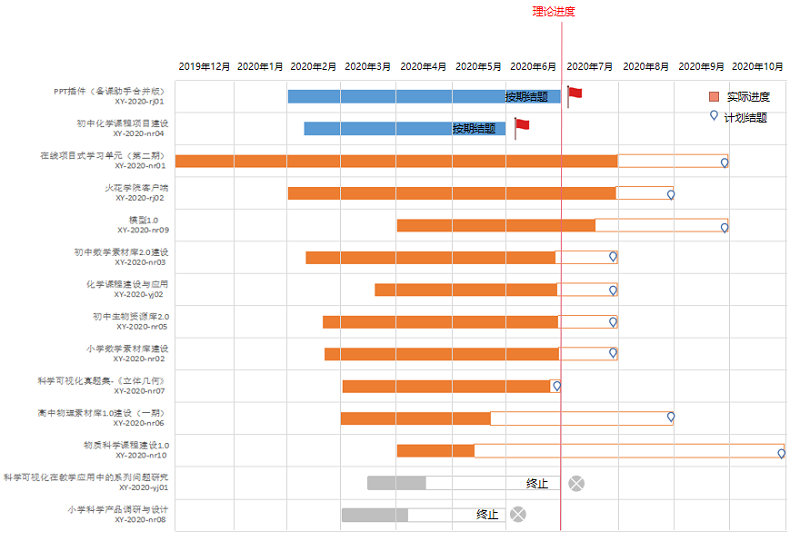 理论进度
2019年12月 2020年1月 2020年2月 2020年3月 2020年4月 2020年5月 2020年6月 2020年7月 2020年8月 2020年9月 2020年10月
PPT插件（备课助手合并版）
XY-2020-rj01
按期结题
实际进度
计划结题
初中化学课程项目建设
XY-2020-nr04
按期结题
在线项目式学习单元（第二期）
XY-2020-nr01
火花学院客户端
XY-2020-rj02
模型1.0
XY-2020-nr09
初中数学素材库2.0建设
XY-2020-nr03
化学课程建设与应用
XY-2020-yj02
初中生物资源库2.0
XY-2020-nr05
小学数学素材库建设
XY-2020-nr02
科学可视化真题集-《立体几何》
XY-2020-nr07
高中物理素材库1.0建设（一期）
XY-2020-nr06
物质科学课程建设1.0
XY-2020-nr10
科学可视化在教学应用中的系列问题研究
XY-2020-yj01
终止
小学科学产品调研与设计
XY-2020-nr08
终止